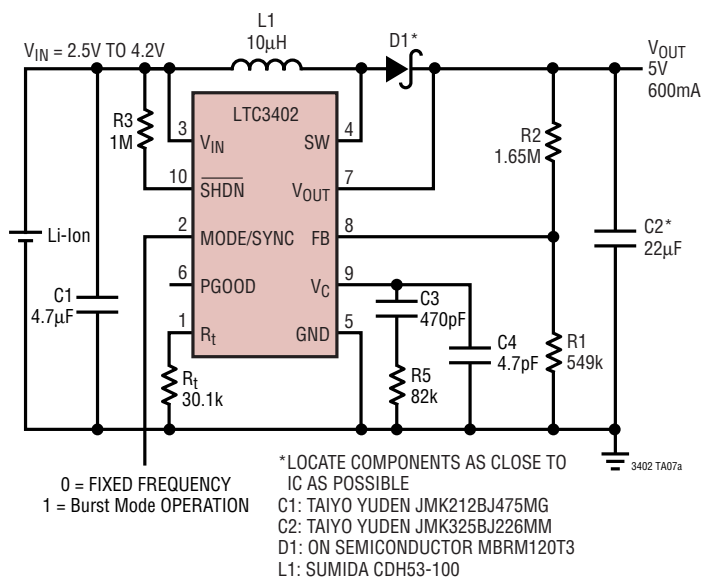 L1
10µH
D1*
V_IN = 2.5V TO 4.2V
V_OUT
5V
600mA
R3
1M
LTC3402
3
V_IN
SW
4
R2
1.65M
10
SHDN
V_OUT
7
Li-Ion
2
MODE/SYNC
FB
8
C2*
22µF
6
PGOOD
V_C
9
C1
4.7µF
C3
470pF
1
R_t
GND
5
C4
4.7pF
R1
549k
R_t
30.1k
R5
82k
0 = FIXED FREQUENCY
1 = Burst Mode OPERATION
3402 TA07a
*LOCATE COMPONENTS AS CLOSE TO
IC AS POSSIBLE
C1: TAIYO YUDEN JMK212BJ475MG
C2: TAIYO YUDEN JMK325BJ226MM
D1: ON SEMICONDUCTOR MBRM120T3
L1: SUMIDA CDH53-100